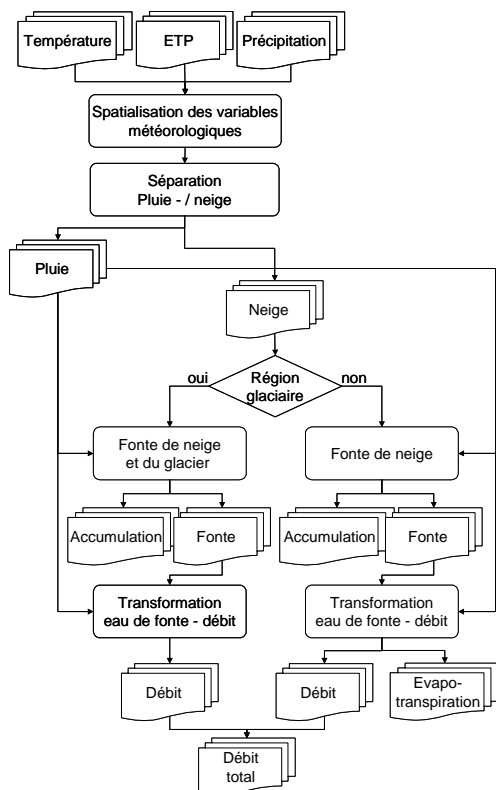 Température
ETP
Précipitation
Spatialisation des variables
météorologiques
Séparation
Pluie - / neige
Pluie
Neige
oui
Région
glaciaire
non
Fonte de neige
et du glacier
Fonte de neige
Accumulation
Fonte
Accumulation
Fonte
Transformation
eau de fonte - débit
Transformation
eau de fonte - débit
Débit
Débit
Evapo-
transpiration
Débit
total